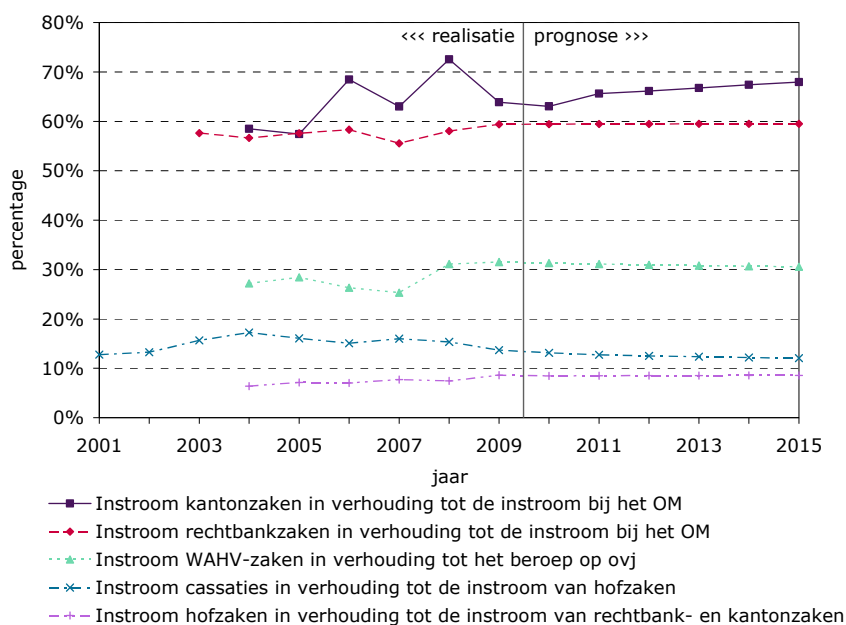 80%
‹‹‹ realisatie prognose ›››
70%
60%
50%
40%
30%
20%
10%
0%
percentage
2001 2003 2005 2007 2009 2011 2013 2015
jaar
Instroom kantonzaken in verhouding tot de instroom bij het OM
Instroom rechtbankzaken in verhouding tot de instroom bij het OM
Instroom WAHV-zaken in verhouding tot het beroep op ovj
Instroom cassaties in verhouding tot de instroom van hofzaken
Instroom hofzaken in verhouding tot de instroom van rechtbank- en kantonzaken